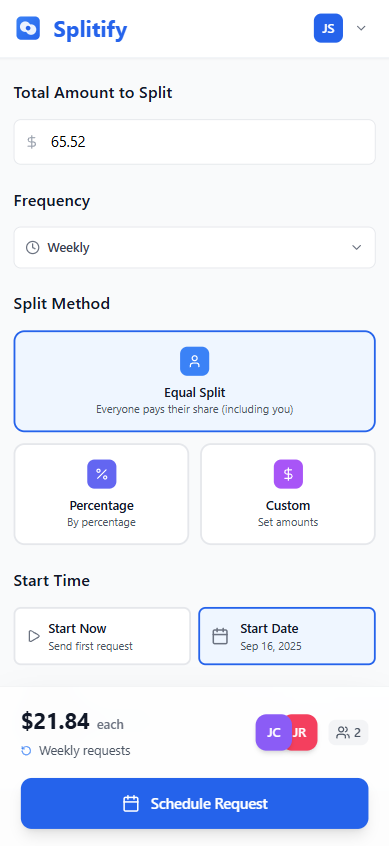 Splitify
JS
Total Amount to Split
$ 65.52
Frequency
Weekly
Split Method
Equal Split
Everyone pays their share (including you)
%
Percentage
By percentage
$
Custom
Set amounts
Start Time
Start Now
Send first request
Start Date
Sep 16, 2025
$21.84 each
Weekly requests
JC
JR
2
Schedule Request